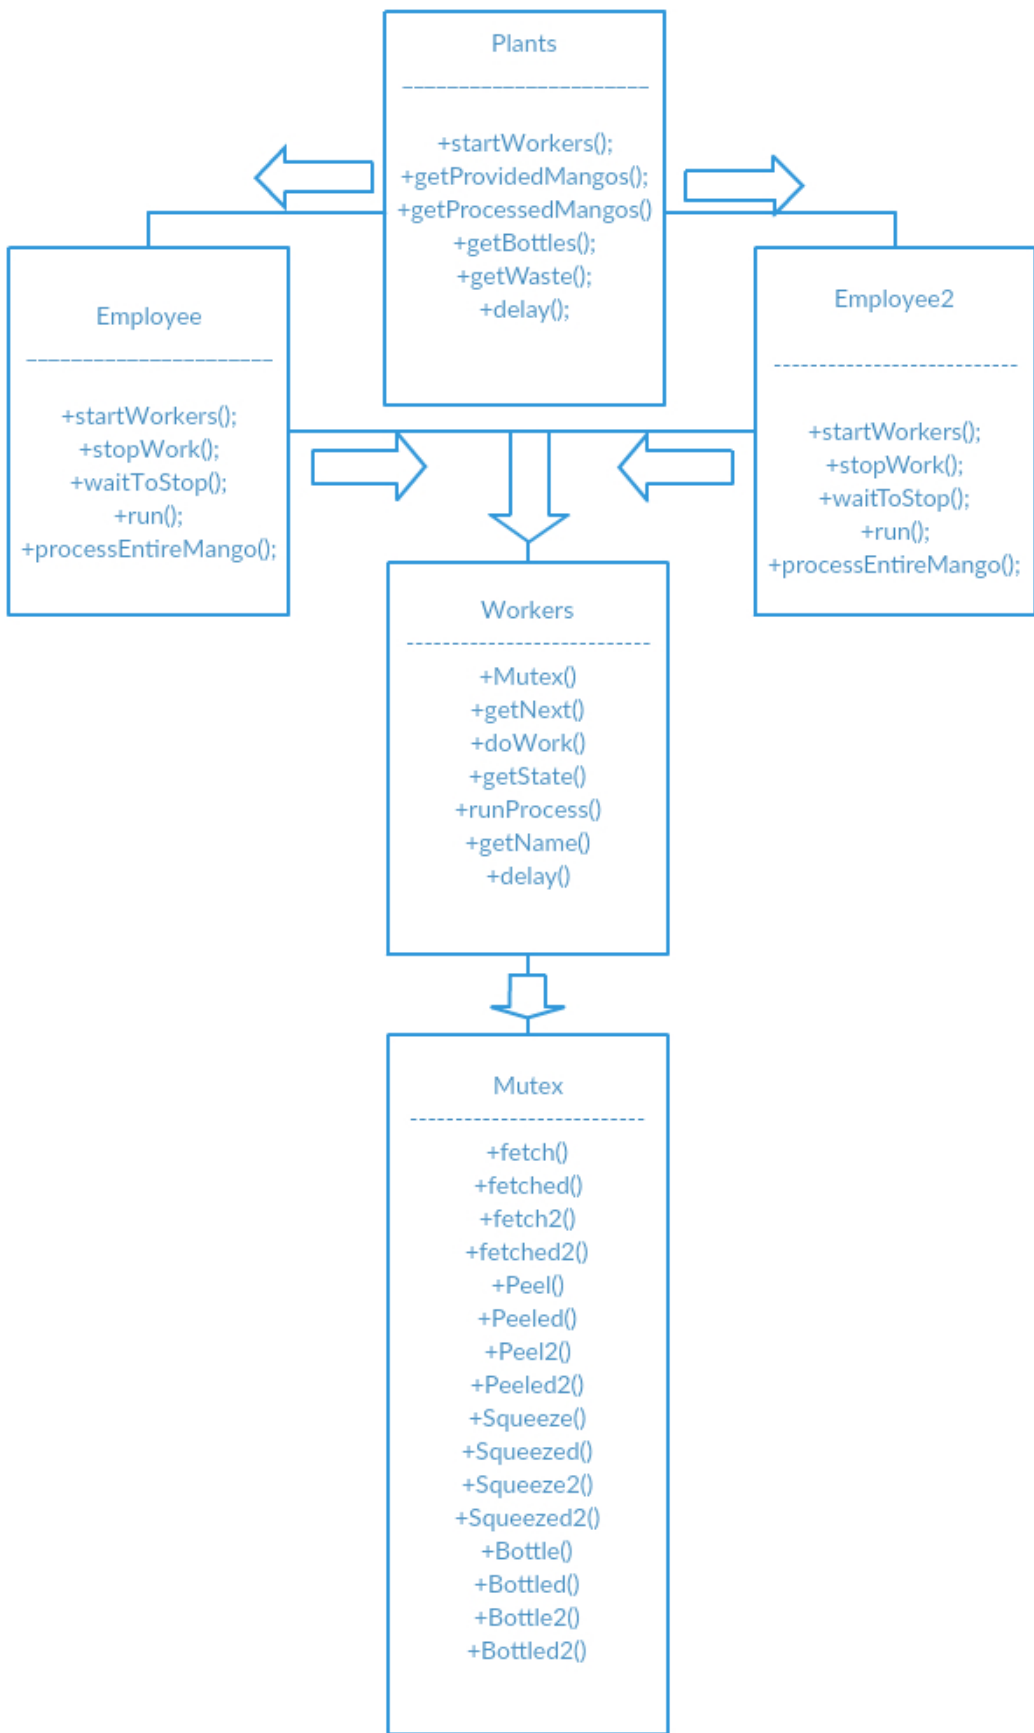 Plants
+startWorkers();
+getProvidedMangos();
+getProcessedMangos()
+getBottles();
+getWaste();
+delay();
Employee
+startWorkers();
+stopWork();
+waitToStop();
+run();
+processEntireMango();
Employee2
+startWorkers();
+stopWork();
+waitToStop();
+run();
+processEntireMango();
Workers
+Mutex()
+getNext()
+doWork()
+getState()
+runProcess()
+getName()
+delay()
Mutex
+fetch()
+fetched()
+fetch2()
+fetched2()
+Peel()
+Peeled()
+Peel2()
+Peeled2()
+Squeeze()
+Squeezed()
+Squeeze2()
+Squeezed2()
+Bottle()
+Bottled()
+Bottle2()
+Bottled2()